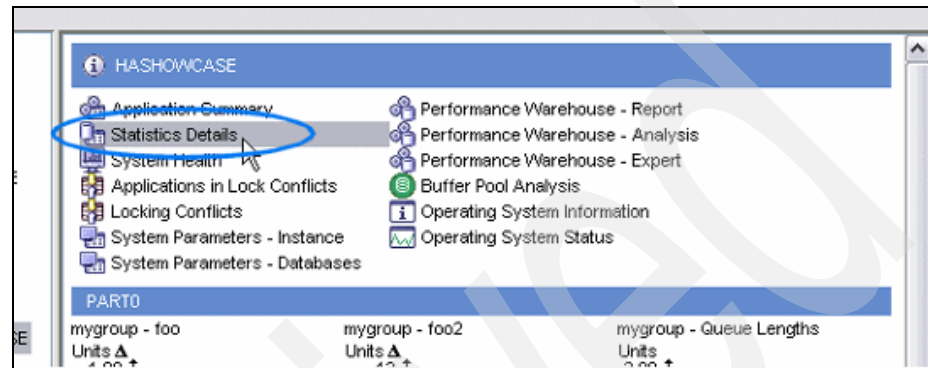 HASHOWCASE
Application Summary
Statistics Details
System Health
Applications in Lock Conflicts
Locking Conflicts
System Parameters - Instance
System Parameters - Databases
Performance Warehouse - Report
Performance Warehouse - Analysis
Performance Warehouse - Expert
Buffer Pool Analysis
Operating System Information
Operating System Status
PART0
mygroup - foo
mygroup - foo2
mygroup - Queue Lengths
Units
Units
Units